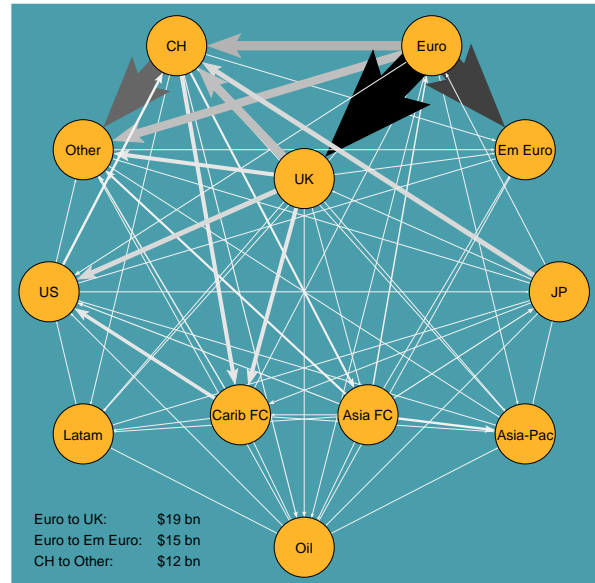 CH
Euro
Other
Em Euro
UK
US
JP
Carib FC
Asia FC
Latam
Asia-Pac
Euro to UK: $19 bn
Euro to Em Euro: $15 bn
CH to Other: $12 bn
Oil